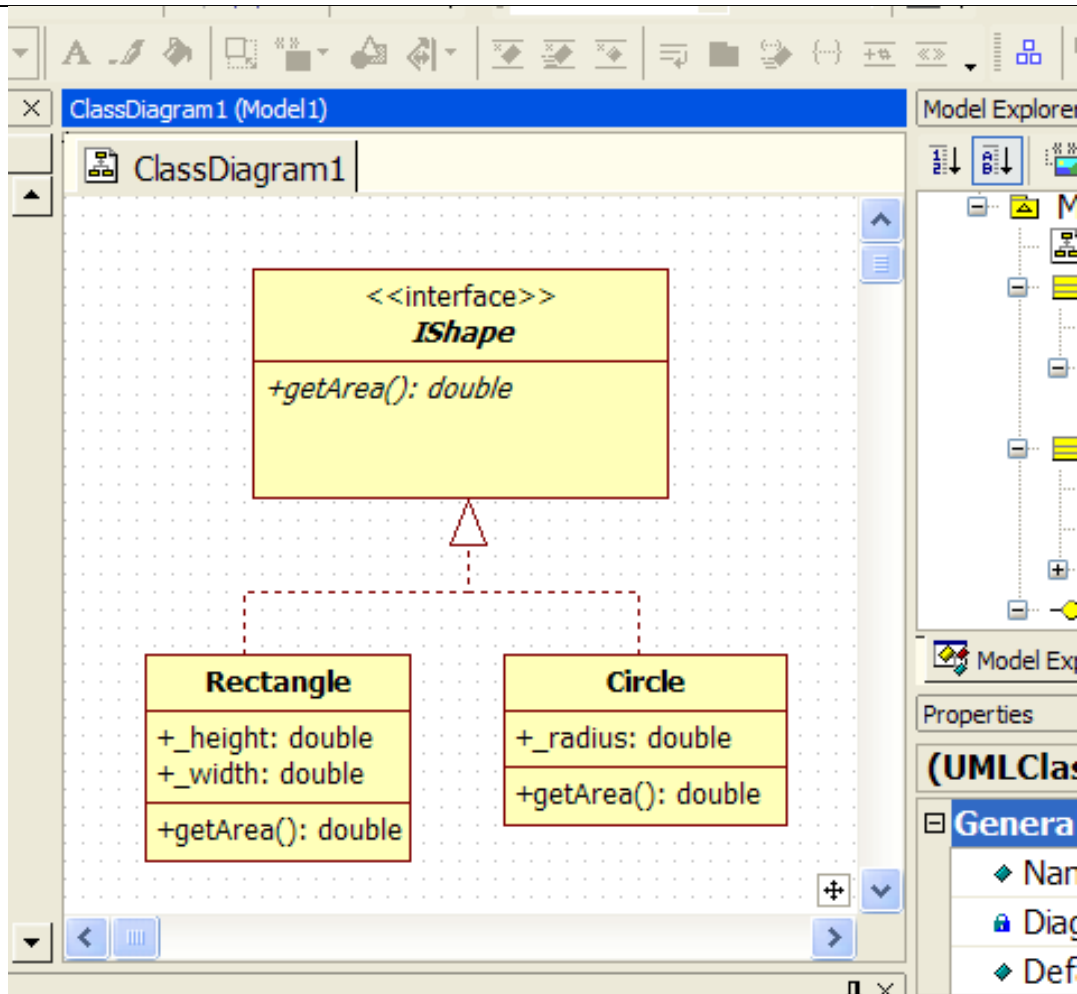 ClassDiagram1 (Model1)
Model Explorer
ClassDiagram1
<<interface>>
IShape
+getArea(): double
Rectangle
+_height: double
+_width: double
+getArea(): double
Circle
+_radius: double
+getArea(): double
Model Exp
Properties
(UMLClas
Genera
Nam
Diag
Defa